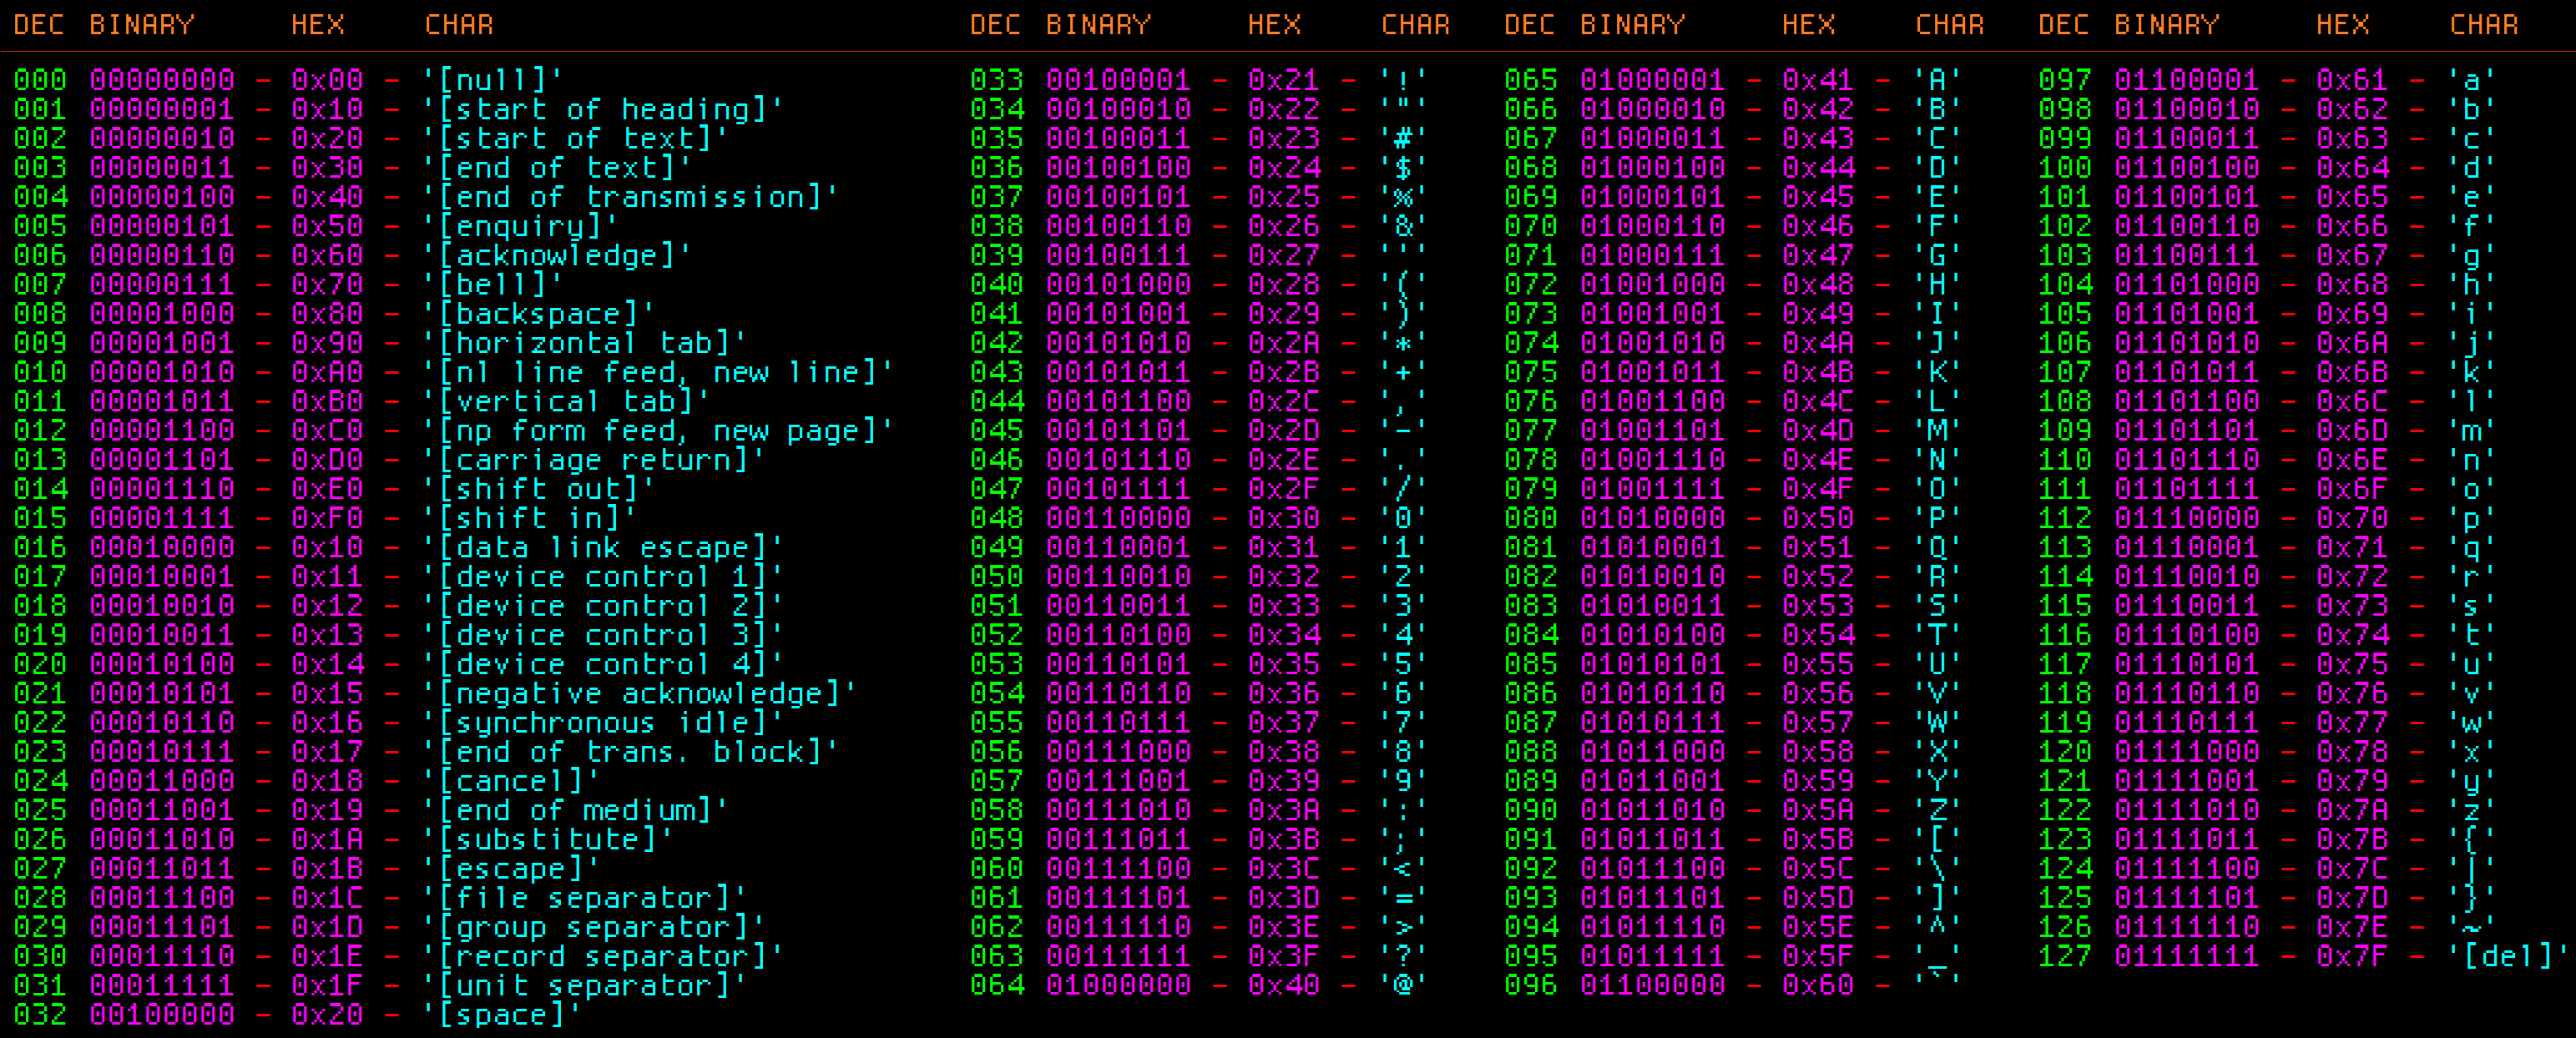 DEC BINARY HEX CHAR DEC BINARY HEX CHAR DEC BINARY HEX CHAR DEC BINARY HEX CHAR
000 00000000 - 0x00 - '[null]' 033 00100001 - 0x21 - '!' 065 01000001 - 0x41 - 'A' 097 01100001 - 0x61 - 'a'
001 00000001 - 0x10 - '[start of heading]' 034 00100010 - 0x22 - '"' 066 01000010 - 0x42 - 'B' 098 01100010 - 0x62 - 'b'
002 00000010 - 0x20 - '[start of text]' 035 00100011 - 0x23 - '#' 067 01000011 - 0x43 - 'C' 099 01100011 - 0x63 - 'c'
003 00000011 - 0x30 - '[end of text]' 036 00100100 - 0x24 - '$' 068 01000100 - 0x44 - 'D' 100 01100100 - 0x64 - 'd'
004 00000100 - 0x40 - '[end of transmission]' 037 00100101 - 0x25 - '%' 069 01000101 - 0x45 - 'E' 101 01100101 - 0x65 - 'e'
005 00000101 - 0x50 - '[enquiry]' 038 00100110 - 0x26 - '&' 070 01000110 - 0x46 - 'F' 102 01100110 - 0x66 - 'f'
006 00000110 - 0x60 - '[acknowledge]' 039 00100111 - 0x27 - ''' 071 01000111 - 0x47 - 'G' 103 01100111 - 0x67 - 'g'
007 00000111 - 0x70 - '[bell]' 040 00101000 - 0x28 - '(' 072 01001000 - 0x48 - 'H' 104 01101000 - 0x68 - 'h'
008 00001000 - 0x80 - '[backspace]' 041 00101001 - 0x29 - ')' 073 01001001 - 0x49 - 'I' 105 01101001 - 0x69 - 'i'
009 00001001 - 0x90 - '[horizontal tab]' 042 00101010 - 0x2A - '*' 074 01001010 - 0x4A - 'J' 106 01101010 - 0x6A - 'j'
010 00001010 - 0xA0 - '[nl line feed, new line]' 043 00101011 - 0x2B - '+' 075 01001011 - 0x4B - 'K' 107 01101011 - 0x6B - 'k'
011 00001011 - 0xB0 - '[vertical tab]' 044 00101100 - 0x2C - ',' 076 01001100 - 0x4C - 'L' 108 01101100 - 0x6C - 'l'
012 00001100 - 0xC0 - '[np form feed, new page]' 045 00101101 - 0x2D - '-' 077 01001101 - 0x4D - 'M' 109 01101101 - 0x6D - 'm'
013 00001101 - 0xD0 - '[carriage return]' 046 00101110 - 0x2E - '.' 078 01001110 - 0x4E - 'N' 110 01101110 - 0x6E - 'n'
014 00001110 - 0xE0 - '[shift out]' 047 00101111 - 0x2F - '/' 079 01001111 - 0x4F - 'O' 111 01101111 - 0x6F - 'o'
015 00001111 - 0xF0 - '[shift in]' 048 00110000 - 0x30 - '0' 080 01010000 - 0x50 - 'P' 112 01110000 - 0x70 - 'p'
016 00010000 - 0x10 - '[data link escape]' 049 00110001 - 0x31 - '1' 081 01010001 - 0x51 - 'Q' 113 01110001 - 0x71 - 'q'
017 00010001 - 0x11 - '[device control 1]' 050 00110010 - 0x32 - '2' 082 01010010 - 0x52 - 'R' 114 01110010 - 0x72 - 'r'
018 00010010 - 0x12 - '[device control 2]' 051 00110011 - 0x33 - '3' 083 01010011 - 0x53 - 'S' 115 01110011 - 0x73 - 's'
019 00010011 - 0x13 - '[device control 3]' 052 00110100 - 0x34 - '4' 084 01010100 - 0x54 - 'T' 116 01110100 - 0x74 - 't'
020 00010100 - 0x14 - '[device control 4]' 053 00110101 - 0x35 - '5' 085 01010101 - 0x55 - 'U' 117 01110101 - 0x75 - 'u'
021 00010101 - 0x15 - '[negative acknowledge]' 054 00110110 - 0x36 - '6' 086 01010110 - 0x56 - 'V' 118 01110110 - 0x76 - 'v'
022 00010110 - 0x16 - '[synchronous idle]' 055 00110111 - 0x37 - '7' 087 01010111 - 0x57 - 'W' 119 01110111 - 0x77 - 'w'
023 00010111 - 0x17 - '[end of trans. block]' 056 00111000 - 0x38 - '8' 088 01011000 - 0x58 - 'X' 120 01111000 - 0x78 - 'x'
024 00011000 - 0x18 - '[cancel]' 057 00111001 - 0x39 - '9' 089 01011001 - 0x59 - 'Y' 121 01111001 - 0x79 - 'y'
025 00011001 - 0x19 - '[end of medium]' 058 00111010 - 0x3A - ':' 090 01011010 - 0x5A - 'Z' 122 01111010 - 0x7A - 'z'
026 00011010 - 0x1A - '[substitute]' 059 00111011 - 0x3B - ';' 091 01011011 - 0x5B - '[' 123 01111011 - 0x7B - '{'
027 00011011 - 0x1B - '[escape]' 060 00111100 - 0x3C - '<' 092 01011100 - 0x5C - '\' 124 01111100 - 0x7C - '|'
028 00011100 - 0x1C - '[file separator]' 061 00111101 - 0x3D - '=' 093 01011101 - 0x5D - ']' 125 01111101 - 0x7D - '}'
029 00011101 - 0x1D - '[group separator]' 062 00111110 - 0x3E - '>' 094 01011110 - 0x5E - '^' 126 01111110 - 0x7E - '~'
030 00011110 - 0x1E - '[record separator]' 063 00111111 - 0x3F - '?' 095 01011111 - 0x5F - '_' 127 01111111 - 0x7F - '[del]'
031 00011111 - 0x1F - '[unit separator]' 064 01000000 - 0x40 - '@' 096 01100000 - 0x60 - '`'
032 00100000 - 0x20 - '[space]'